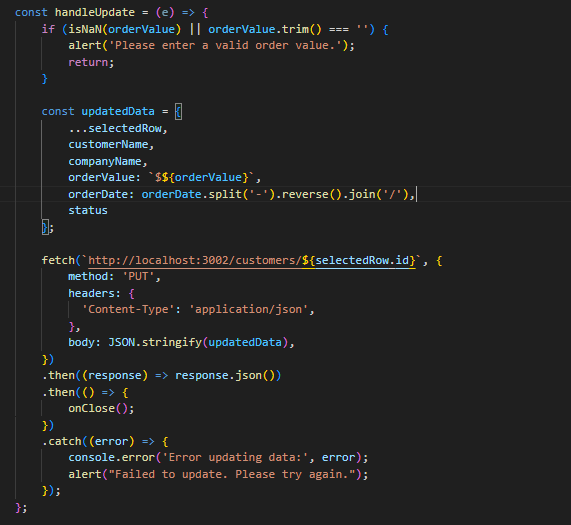 const handleUpdate = (e) => {
    if (isNaN(orderValue) || orderValue.trim() === '') {
        alert('Please enter a valid order value.');
        return;
    }

    const updatedData = {
        ...selectedRow,
        customerName,
        companyName,
        orderValue: `$${orderValue}`,
        orderDate: orderDate.split('-').reverse().join('/'),
        status
    };

    fetch(`http://localhost:3002/customers/${selectedRow.id}`, {
        method: 'PUT',
        headers: {
          'Content-Type': 'application/json',
        },
        body: JSON.stringify(updatedData),
    })
    .then((response) => response.json())
    .then(() => {
        onClose();
    })
    .catch((error) => {
        console.error('Error updating data:', error);
        alert("Failed to update. Please try again.");
    });
};